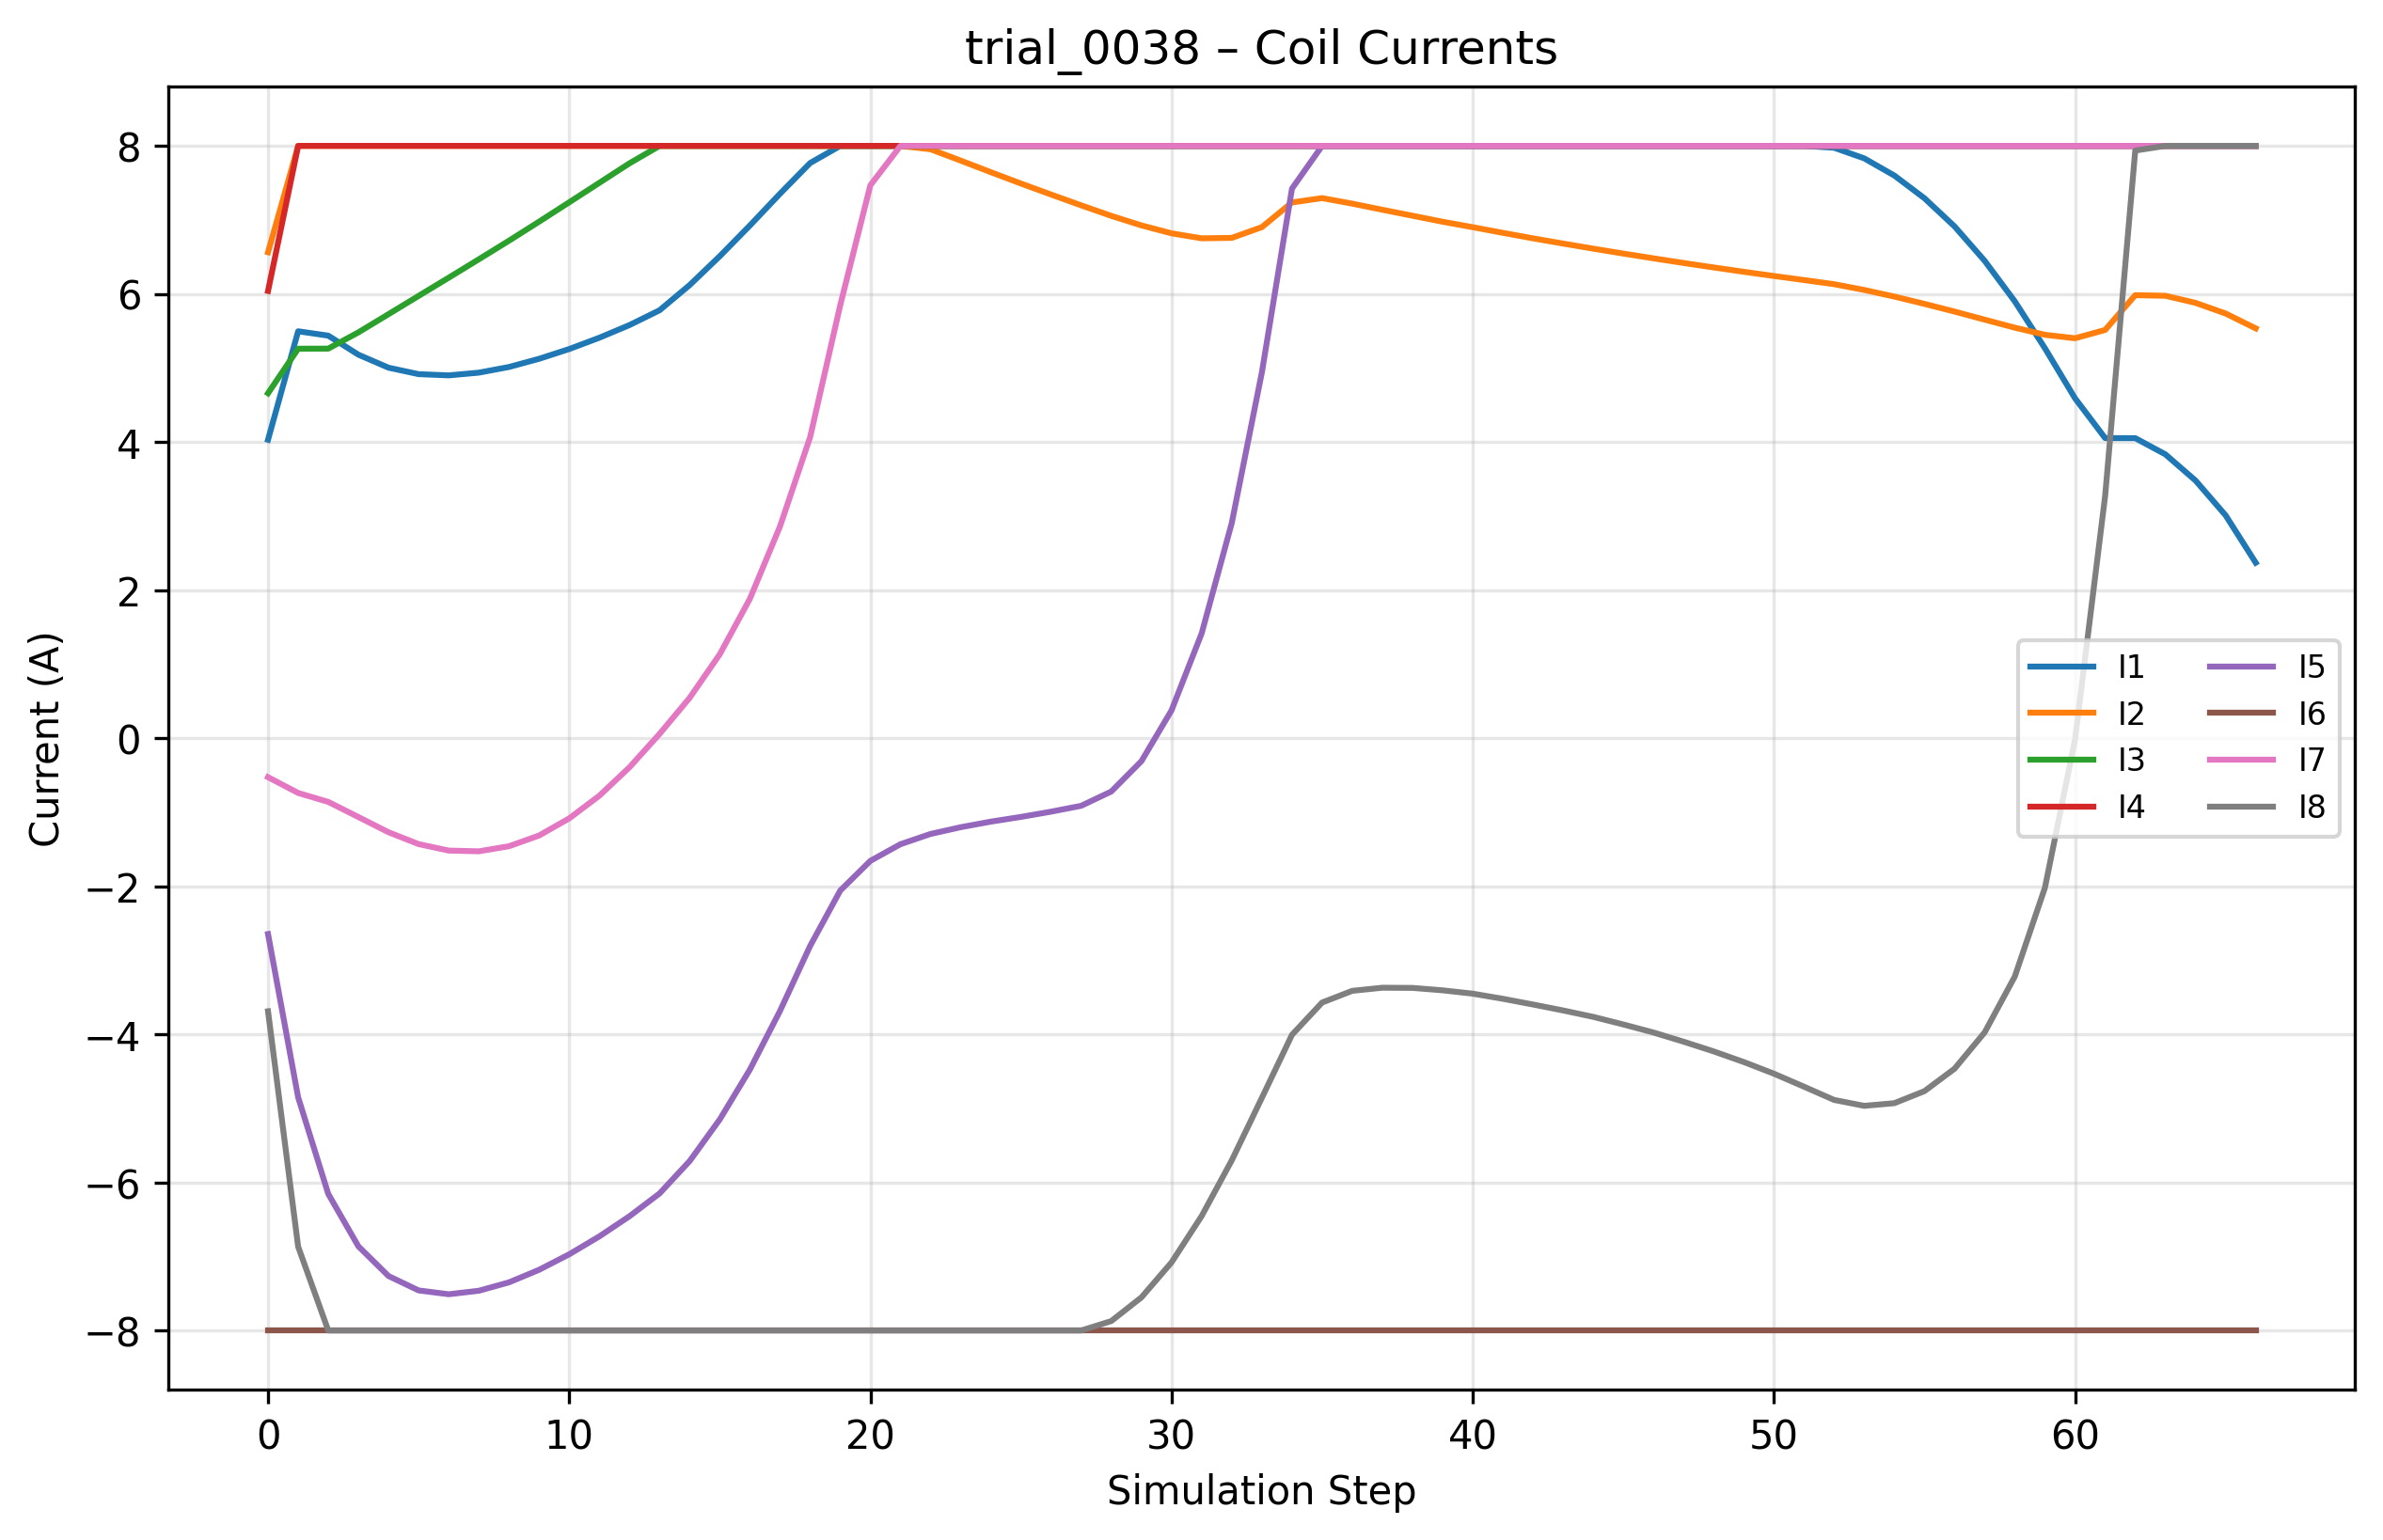 trial_0038 – Coil Currents
Current (A)
8
6
4
2
0
−2
−4
−6
−8
I1
I2
I3
I4
I5
I6
I7
I8
0 10 20 30 40 50 60
Simulation Step